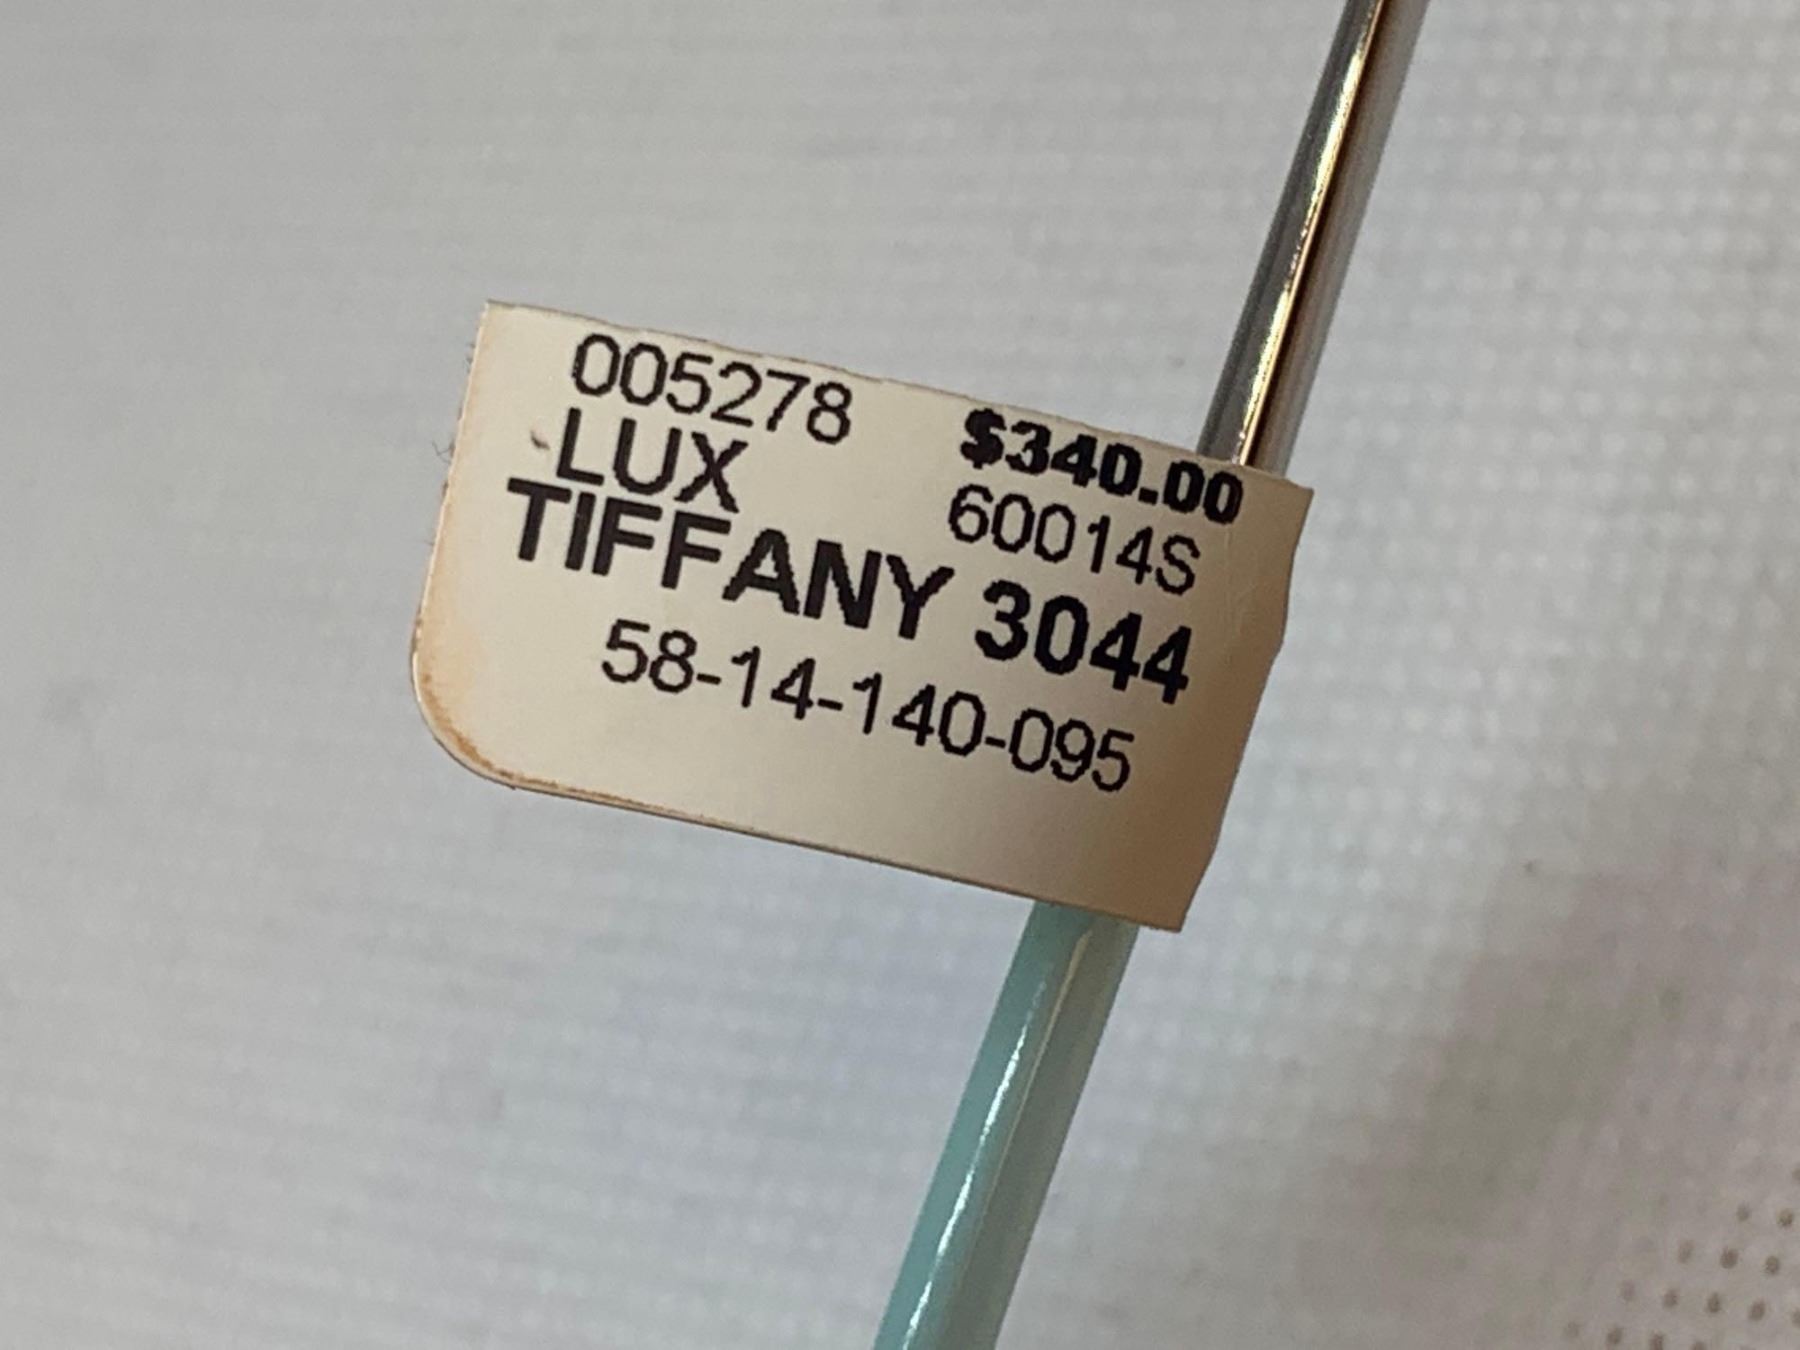 005278 $340.00
LUX 60014S
TIFFANY 3044
58-14-140-095